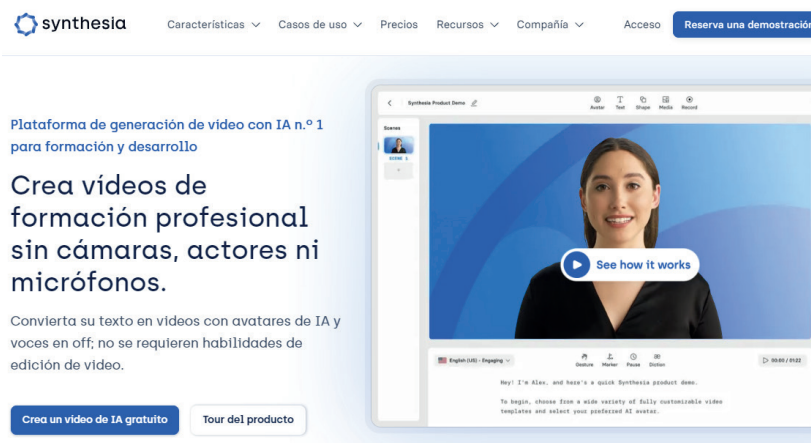 synthesia
Características
Casos de uso
Precios
Recursos
Compañía
Acceso
Reserva una demostración
Plataforma de generación de video con IA n.º 1
para formación y desarrollo
Crea vídeos de
formación profesional
sin cámaras, actores ni
micrófonos.
Convierta su texto en videos con avatares de IA y
voces en off; no se requieren habilidades de
edición de video.
Crea un video de IA gratuito
Tour del producto
Synthesia Product Demo
Avatar
Text
Shape
Media
Record
Scenes
SCENE 1
See how it works
English (US) - Engaging
Gesture
Marker
Pause
Diction
00:00 / 01:22
Hey! I'm Alex, and here's a quick Synthesia product demo.
To begin, choose from a wide variety of fully customizable video
templates and select your preferred AI avatar.